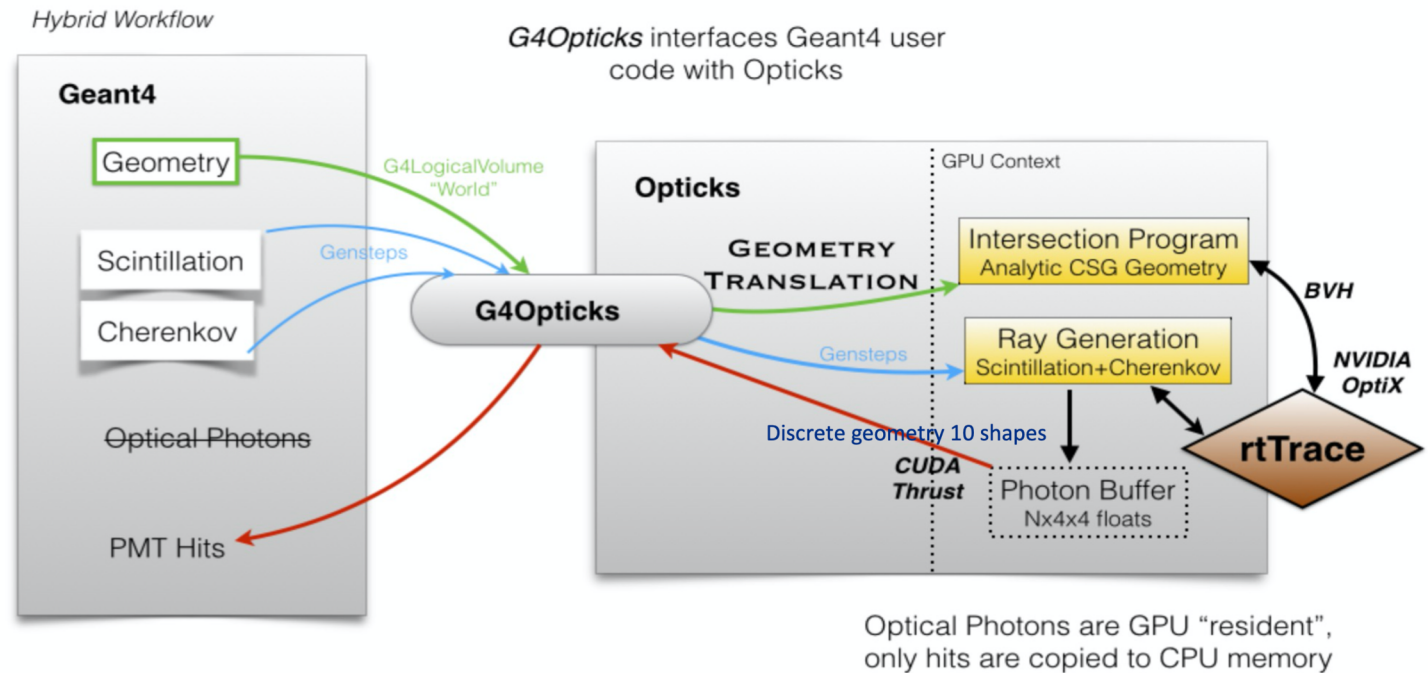 Hybrid Workflow
G4Opticks interfaces Geant4 user
code with Opticks
Geant4
Geometry
G4LogicalVolume
"World"
Scintillation
Gensteps
Cherenkov
Optical Photons
PMT Hits
G4Opticks
Opticks
GPU Context
GEOMETRY
TRANSLATION
Intersection Program
Analytic CSG Geometry
BVH
Gensteps
Ray Generation
Scintillation+Cherenkov
NVIDIA
OptiX
Discrete geometry 10 shapes
rtTrace
CUDA
Thrust
Photon Buffer
Nx4x4 floats
Optical Photons are GPU “resident”,
only hits are copied to CPU memory